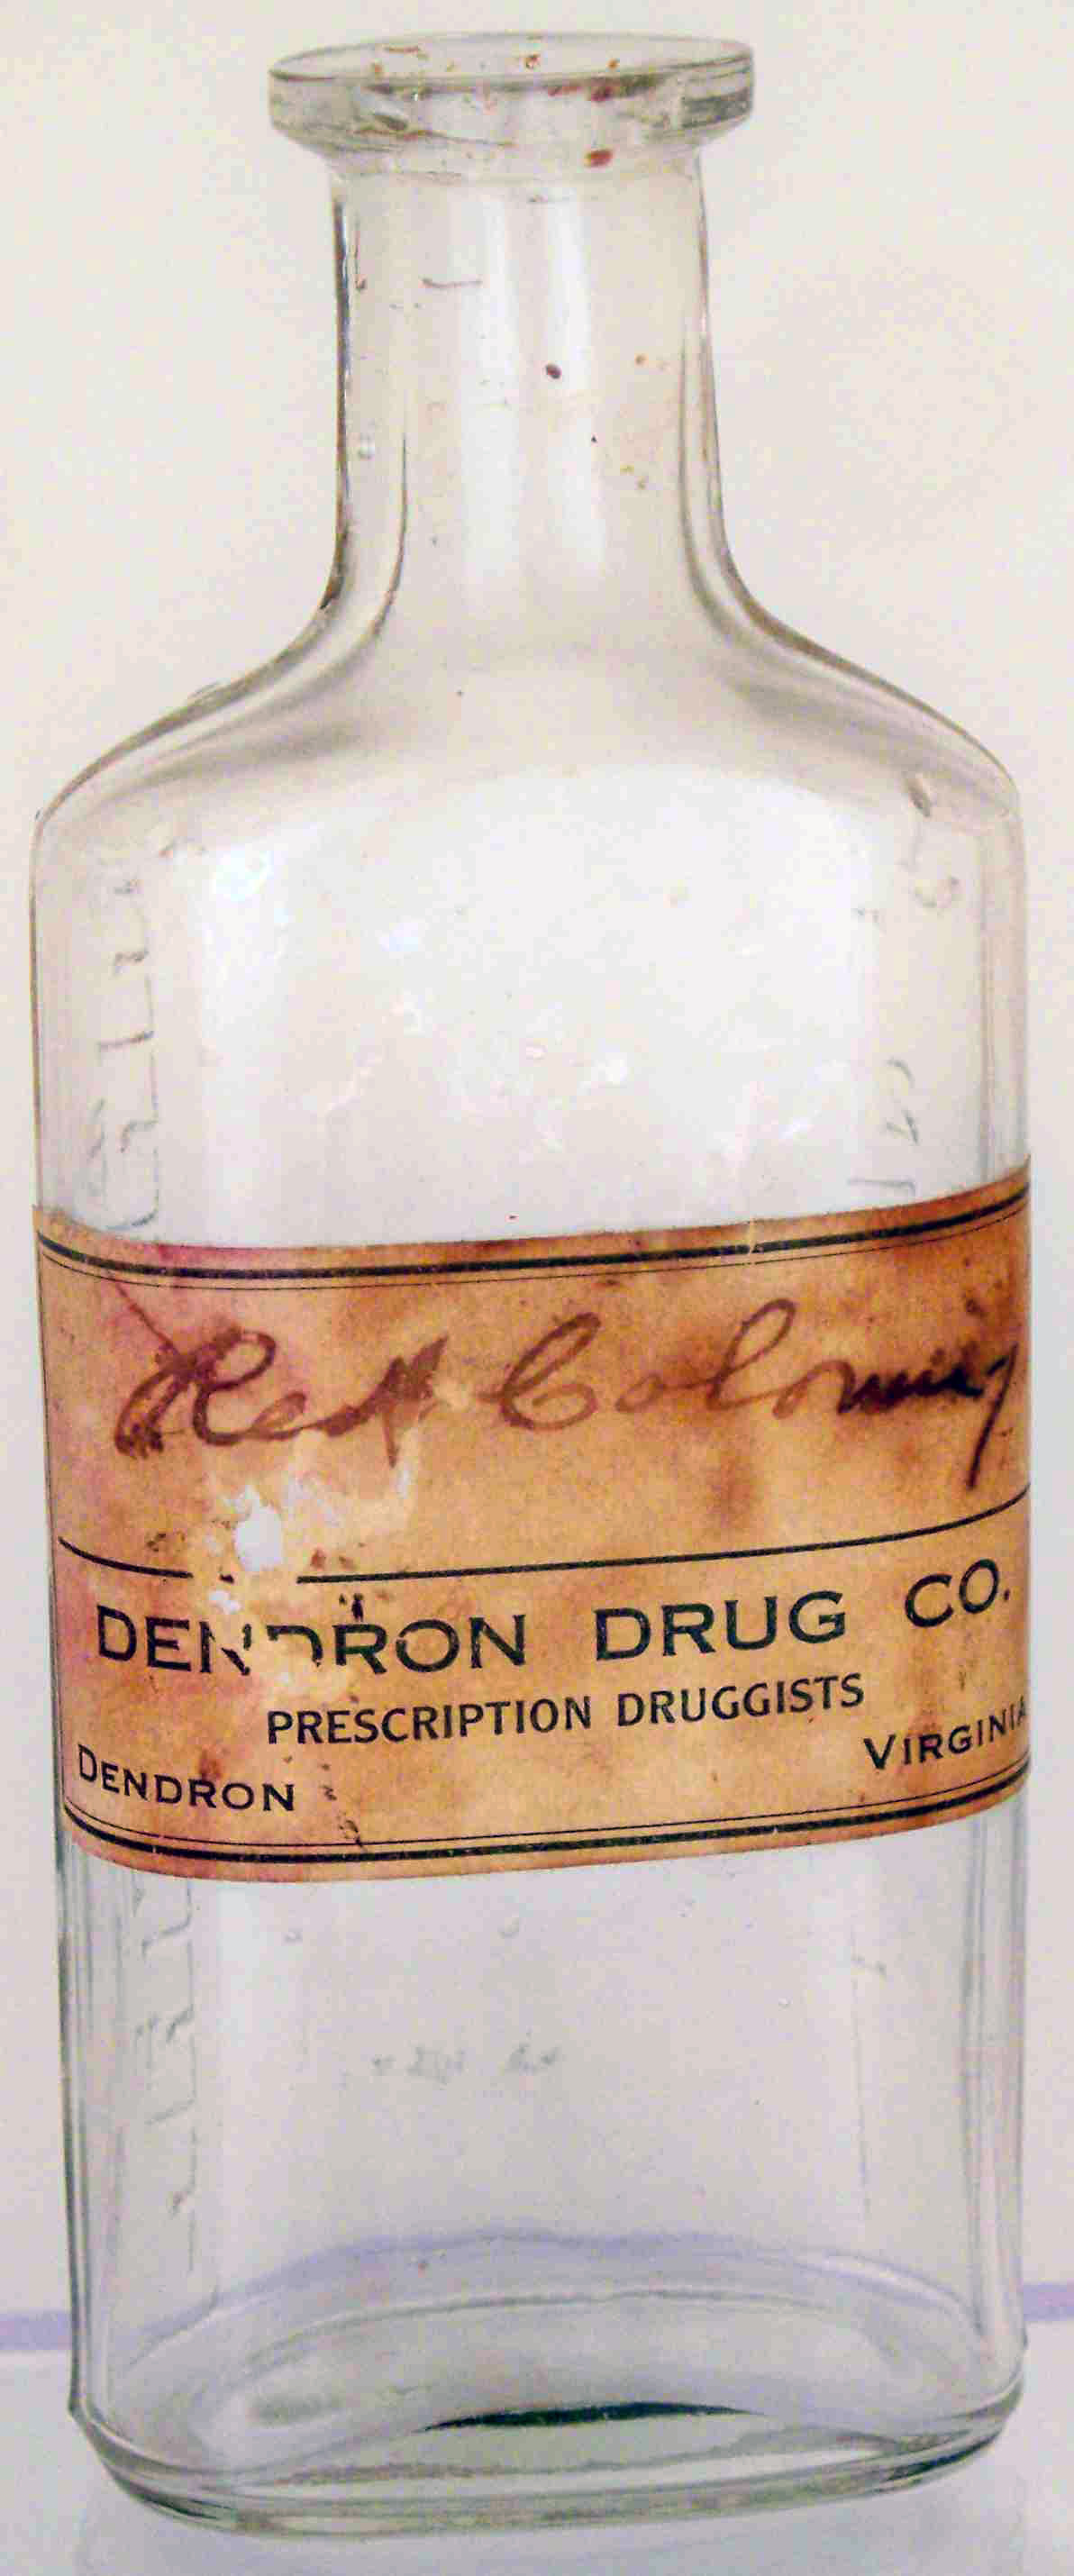 Red Coloring
DENDRON DRUG CO.
PRESCRIPTION DRUGGISTS
DENDRON VIRGINIA